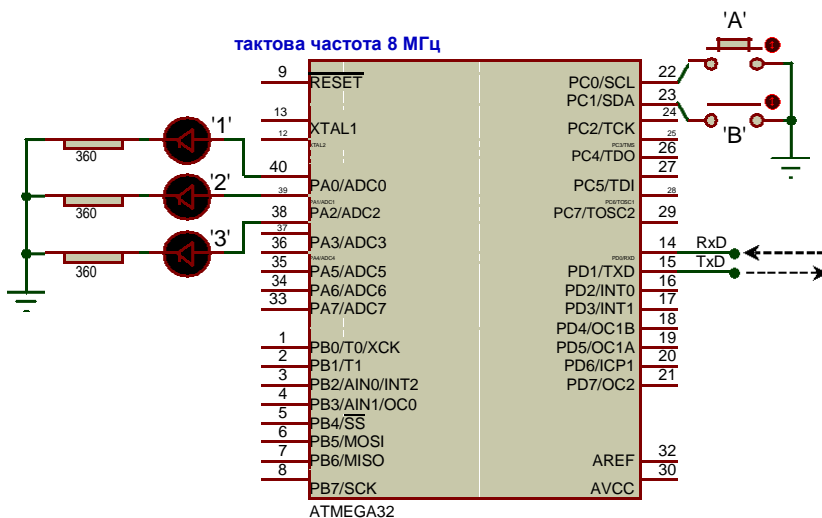 'A'
тактова частота 8 МГц
9 RESET
PC0/SCL 22
PC1/SDA 23
13 XTAL1
PC2/TCK 24
12 XTAL2
PC3/TMS 25
'B'
'1'
PC4/TDO 26
360
40 PA0/ADC0
PC5/TDI 27
'2'
39 PA1/ADC1
PC6/TOSC1 28
360
38 PA2/ADC2
PC7/TOSC2 29
'3'
37
36 PA3/ADC3
PD0/RXD 14 RxD
360
35 PA4/ADC4
PD1/TXD 15 TxD
PA5/ADC5
PD2/INT0 16
34 PA6/ADC6
PD3/INT1 17
33 PA7/ADC7
PD4/OC1B 18
1 PB0/T0/XCK
PD5/OC1A 19
2 PB1/T1
PD6/ICP1 20
3 PB2/AIN0/INT2
PD7/OC2 21
4 PB3/AIN1/OC0
5 PB4/SS
6 PB5/MOSI
7 PB6/MISO
AREF 32
8 PB7/SCK
AVCC 30
ATMEGA32